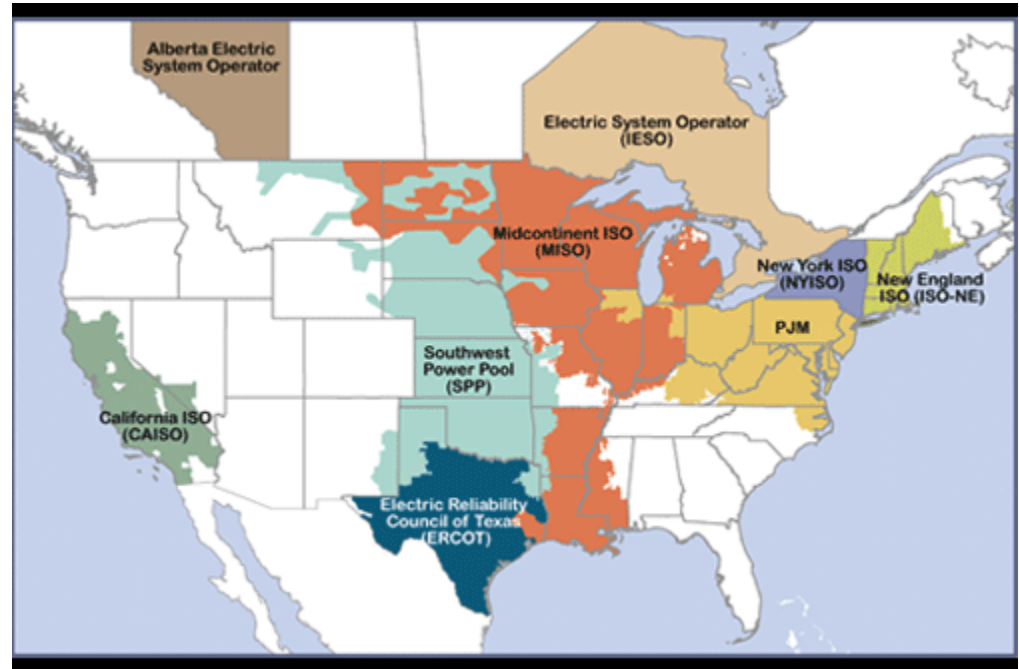 Alberta Electric
System Operator
Electric System Operator
(IESO)
Midcontinent ISO
(MISO)
New York ISO
(NYISO)
New England
ISO (ISO-NE)
PJM
Southwest
Power Pool
(SPP)
California ISO
(CAISO)
Electric Reliability
Council of Texas
(ERCOT)